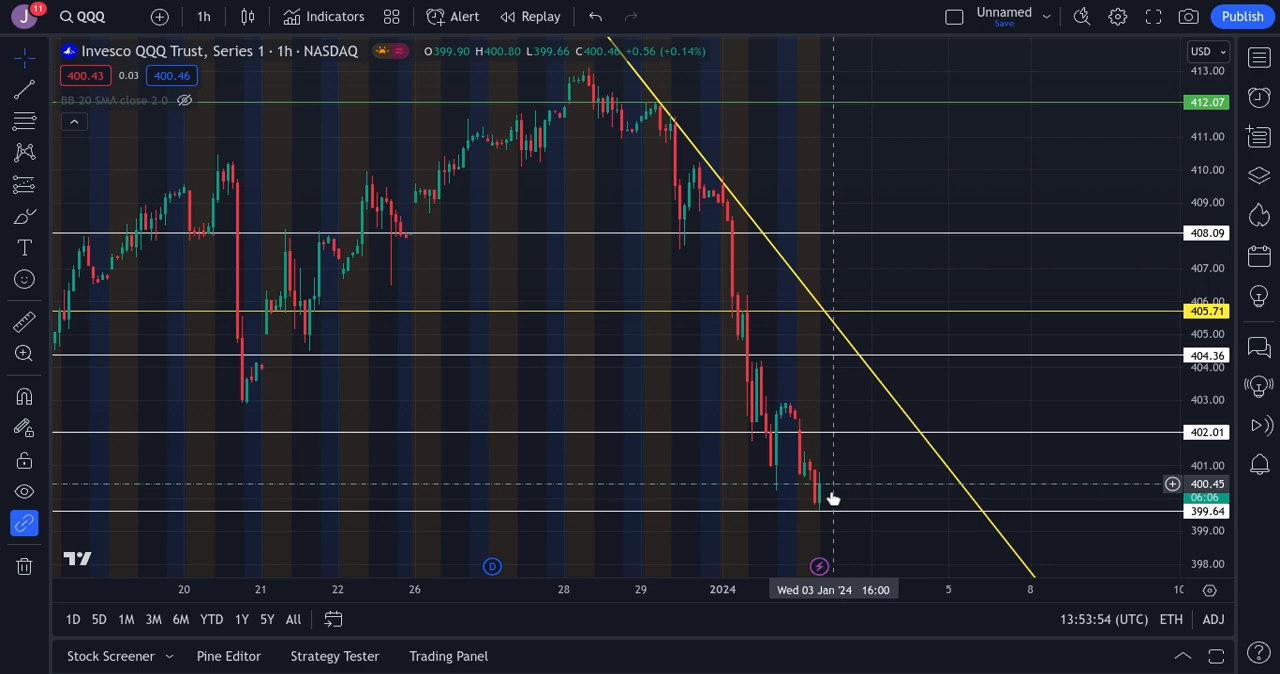 J 11 QQQ 1h Indicators Alert Replay Unnamed Save Publish
Invesco QQQ Trust, Series 1 · 1h · NASDAQ O399.90 H400.80 L399.66 C400.46 +0.56 (+0.14%) USD
400.43 0.03 400.46
BB 20 SMA close 2 0
413.00
412.07
411.00
410.00
409.00
408.09
407.00
406.00
405.71
405.00
404.36
404.00
403.00
402.01
401.00
400.45
06:06
399.64
399.00
398.00
D
20 21 22 26 28 29 2024 Wed 03 Jan '24 16:00 5 8 10
1D 5D 1M 3M 6M YTD 1Y 5Y All 13:53:54 (UTC) ETH ADJ
Stock Screener Pine Editor Strategy Tester Trading Panel